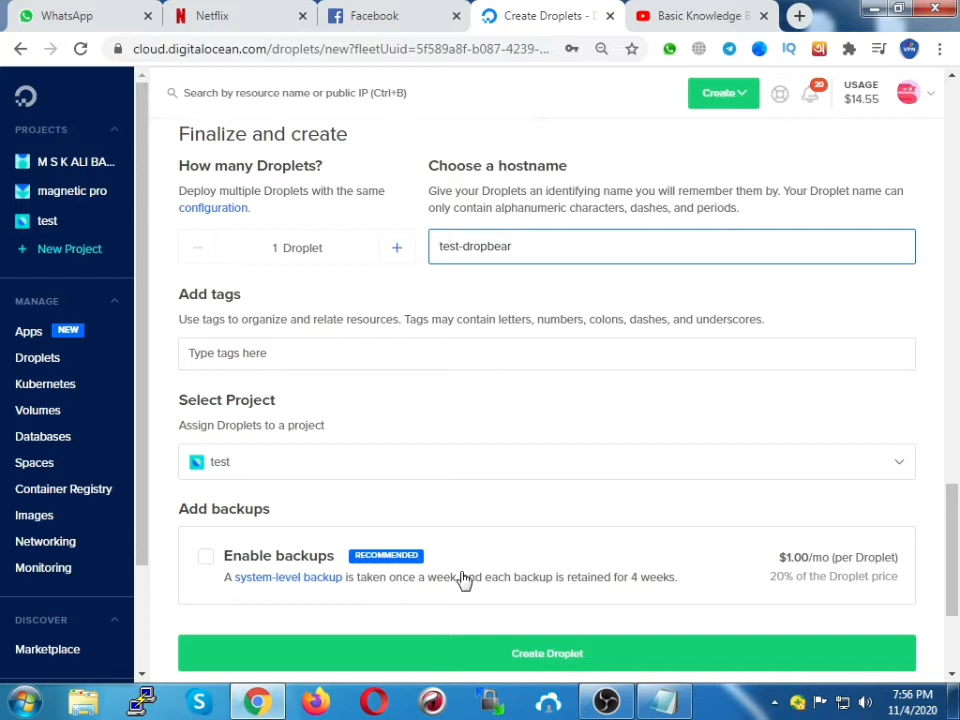 WhatsApp
Netflix
Facebook
Create Droplets - D
Basic Knowledge B
cloud.digitalocean.com/droplets/new?fleetUuid=5f589a8f-b087-4239-...
IQ
VPN
Search by resource name or public IP (Ctrl+B)
Create
20
USAGE
$14.55
PROJECTS
M S K ALI BA...
magnetic pro
test
+ New Project
MANAGE
Apps NEW
Droplets
Kubernetes
Volumes
Databases
Spaces
Container Registry
Images
Networking
Monitoring
DISCOVER
Marketplace
Finalize and create
How many Droplets?
Deploy multiple Droplets with the same
configuration.
1 Droplet
Choose a hostname
Give your Droplets an identifying name you will remember them by. Your Droplet name can
only contain alphanumeric characters, dashes, and periods.
test-dropbear
Add tags
Use tags to organize and relate resources. Tags may contain letters, numbers, colons, dashes, and underscores.
Type tags here
Select Project
Assign Droplets to a project
test
Add backups
Enable backups RECOMMENDED
A system-level backup is taken once a week and each backup is retained for 4 weeks.
$1.00/mo (per Droplet)
20% of the Droplet price
Create Droplet
7:56 PM
11/4/2020